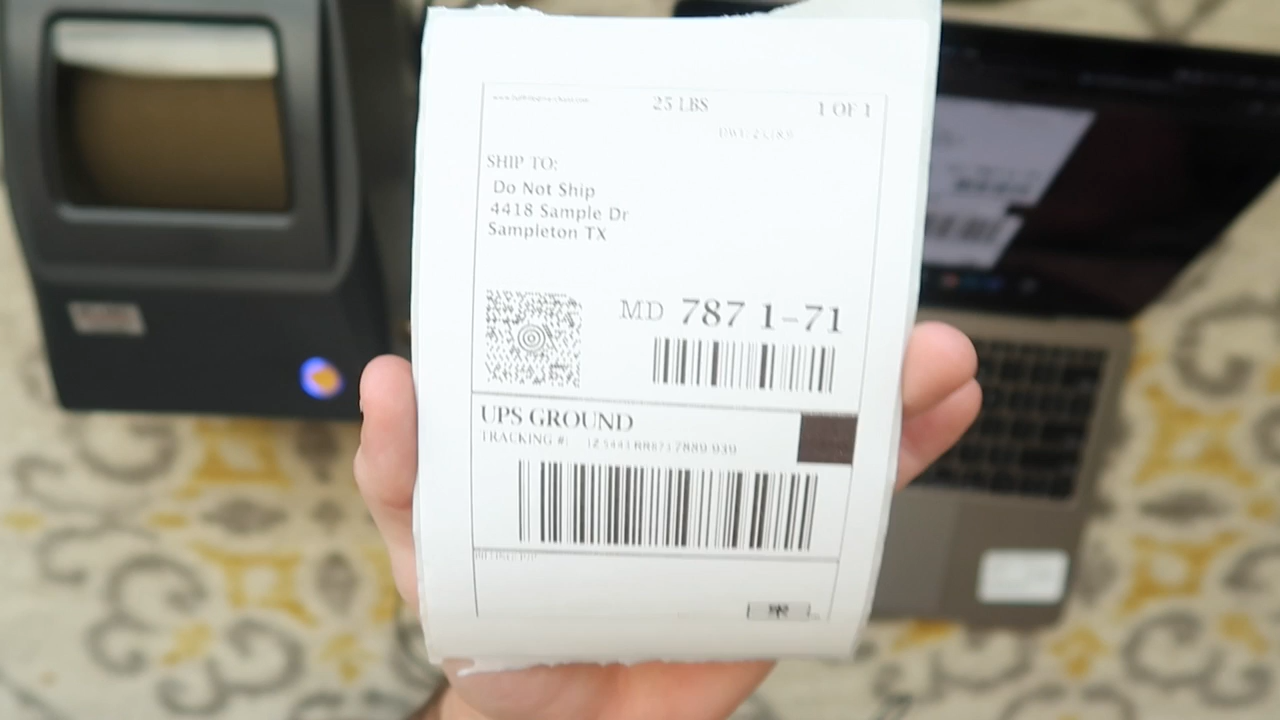 25 LBS
1 OF 1
SHIP TO:
Do Not Ship
4418 Sample Dr
Sampleton TX
MD 787 1-71
UPS GROUND
TRACKING #: